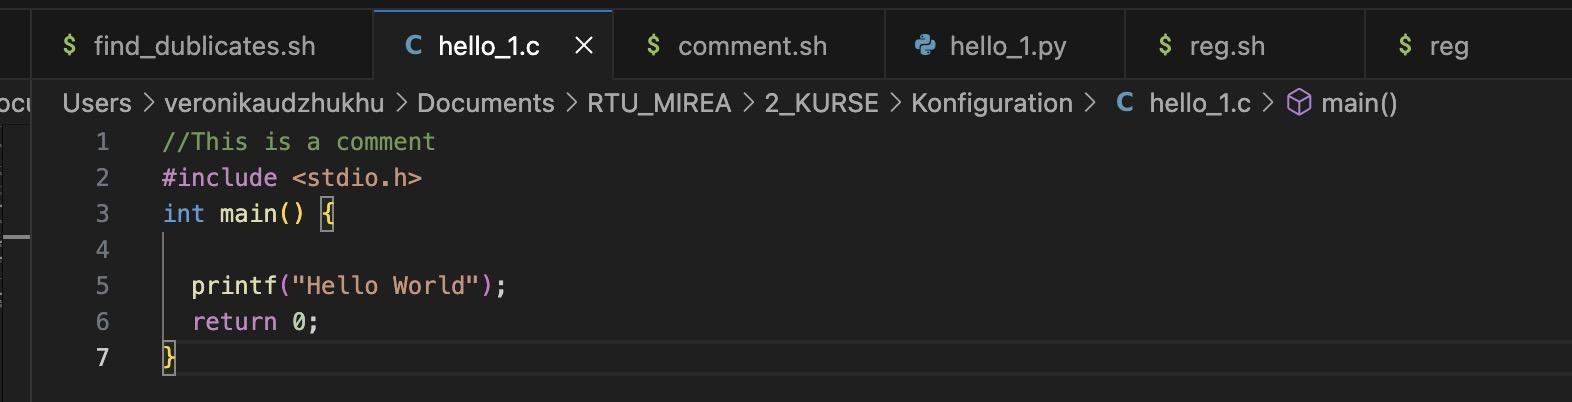 find_dublicates.sh hello_1.c comment.sh hello_1.py reg.sh reg
Users > veronikaudzhukhu > Documents > RTU_MIREA > 2_KURSE > Konfiguration > C hello_1.c > main()
1 //This is a comment
2 #include <stdio.h>
3 int main() {
4
5 printf("Hello World");
6 return 0;
7 }